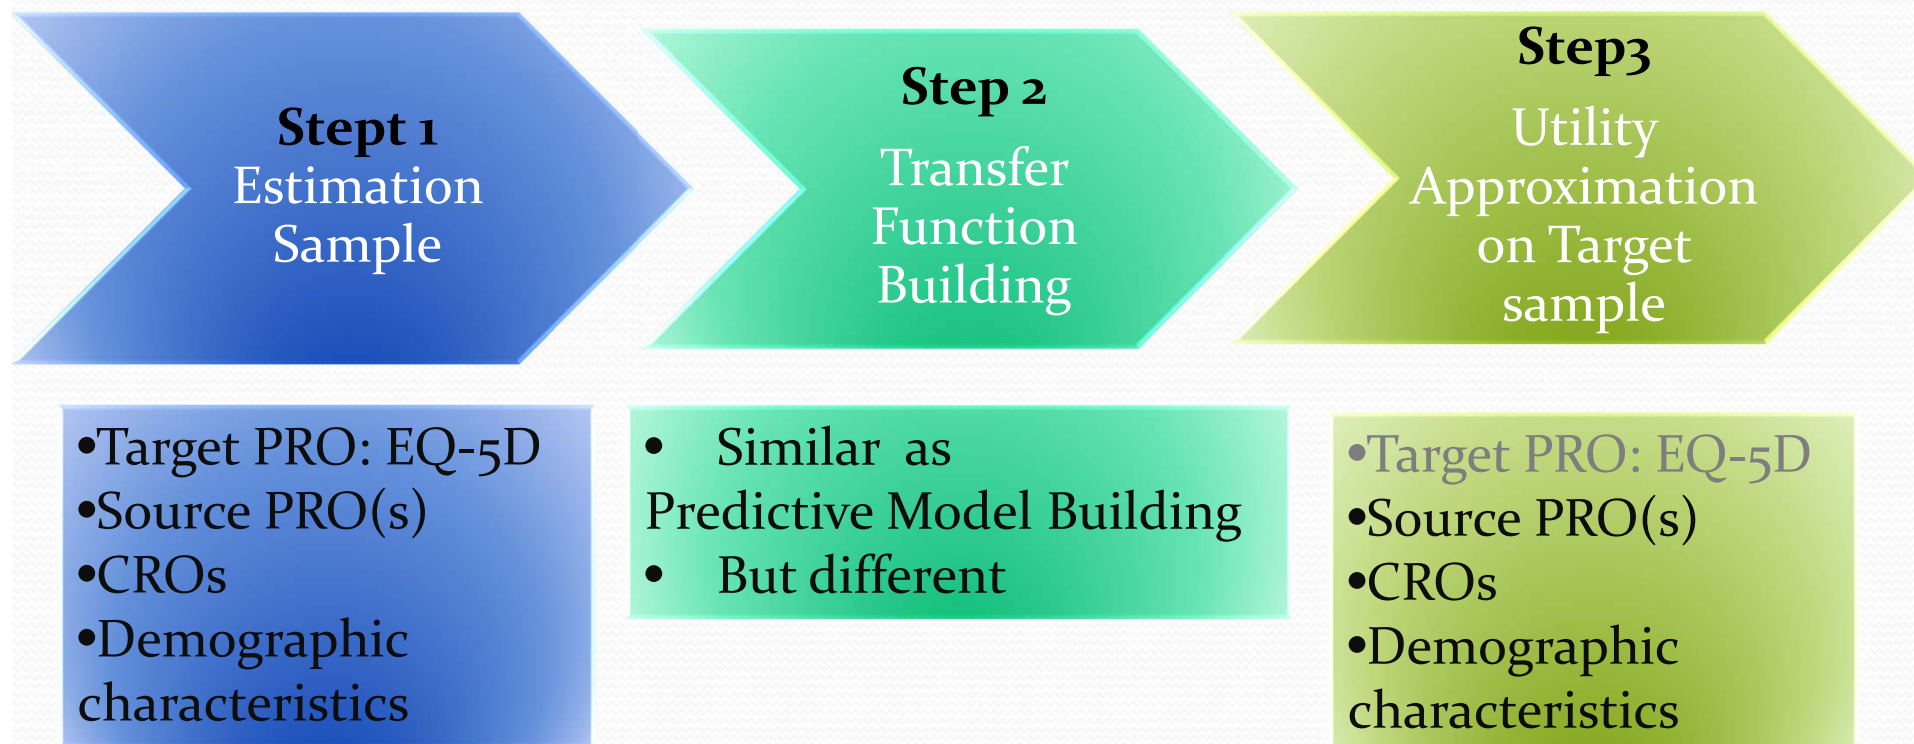 Stept 1
Estimation
Sample
Step 2
Transfer
Function
Building
Step3
Utility
Approximation
on Target
sample
•Target PRO: EQ-5D
•Source PRO(s)
•CROs
•Demographic
characteristics
• Similar as
Predictive Model Building
• But different
•Target PRO: EQ-5D
•Source PRO(s)
•CROs
•Demographic
characteristics